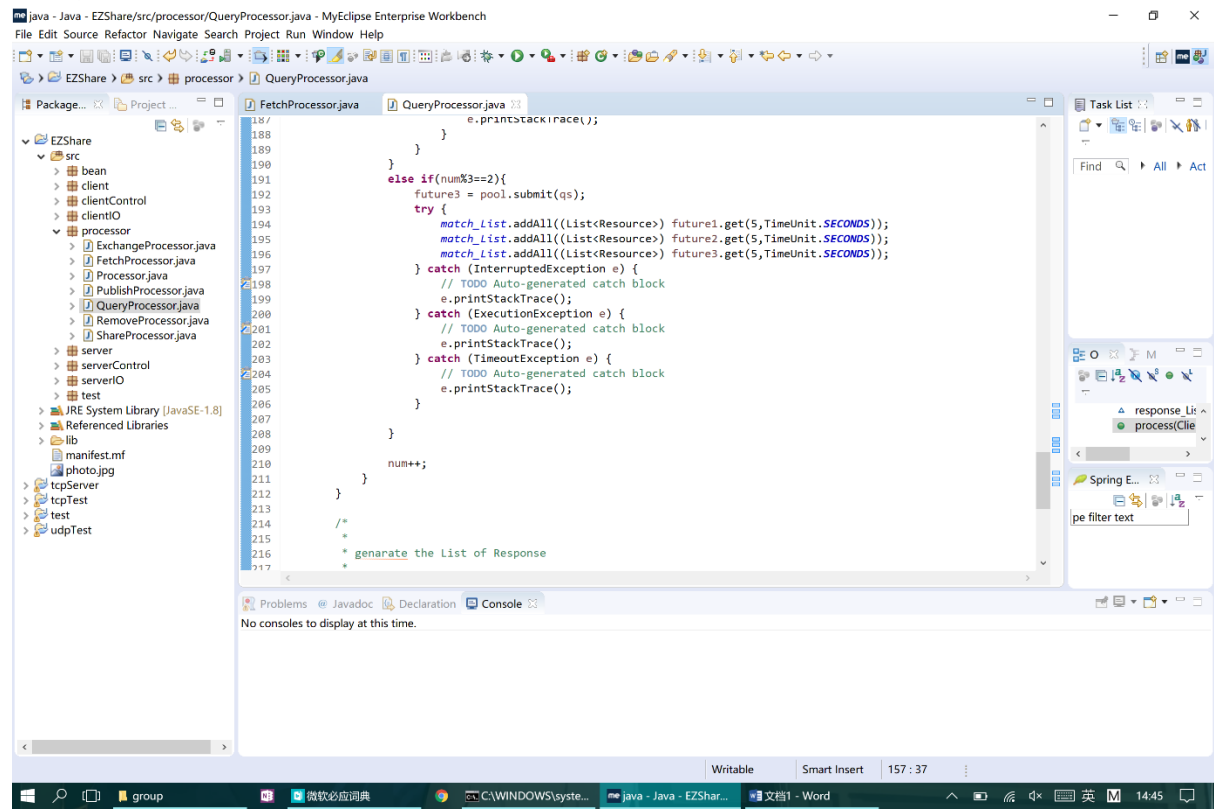 me java - Java - EZShare/src/processor/QueryProcessor.java - MyEclipse Enterprise Workbench
File Edit Source Refactor Navigate Search Project Run Window Help
EZShare src processor QueryProcessor.java
Package... Project ...
EZShare
src
bean
client
clientControl
clientIO
processor
ExchangeProcessor.java
FetchProcessor.java
Processor.java
PublishProcessor.java
QueryProcessor.java
RemoveProcessor.java
ShareProcessor.java
server
serverControl
serverIO
test
JRE System Library [JavaSE-1.8]
Referenced Libraries
lib
manifest.mf
photo.jpg
tcpServer
tcpTest
test
udpTest
FetchProcessor.java QueryProcessor.java
187 e.printStackTrace();
188 }
189 }
190 }
191 else if(num%3==2){
192 future3 = pool.submit(qs);
193 try {
194 match_List.addAll((List<Resource>) future1.get(5,TimeUnit.SECONDS));
195 match_List.addAll((List<Resource>) future2.get(5,TimeUnit.SECONDS));
196 match_List.addAll((List<Resource>) future3.get(5,TimeUnit.SECONDS));
197 } catch (InterruptedException e) {
198 // TODO Auto-generated catch block
199 e.printStackTrace();
200 } catch (ExecutionException e) {
201 // TODO Auto-generated catch block
202 e.printStackTrace();
203 } catch (TimeoutException e) {
204 // TODO Auto-generated catch block
205 e.printStackTrace();
206 }
207
208 }
209
210 num++;
211 }
212 }
213
214 /*
215 *
216 * genarate the List of Response
217 *
Task List
Find All Act
O M
response_Lis
process(Clie
Spring E...
pe filter text
Problems @ Javadoc Declaration Console
No consoles to display at this time.
Writable Smart Insert 157 : 37
group 微软必应词典 C:\WINDOWS\syste... me java - Java - EZShar... 文档1 - Word 英 M 14:45